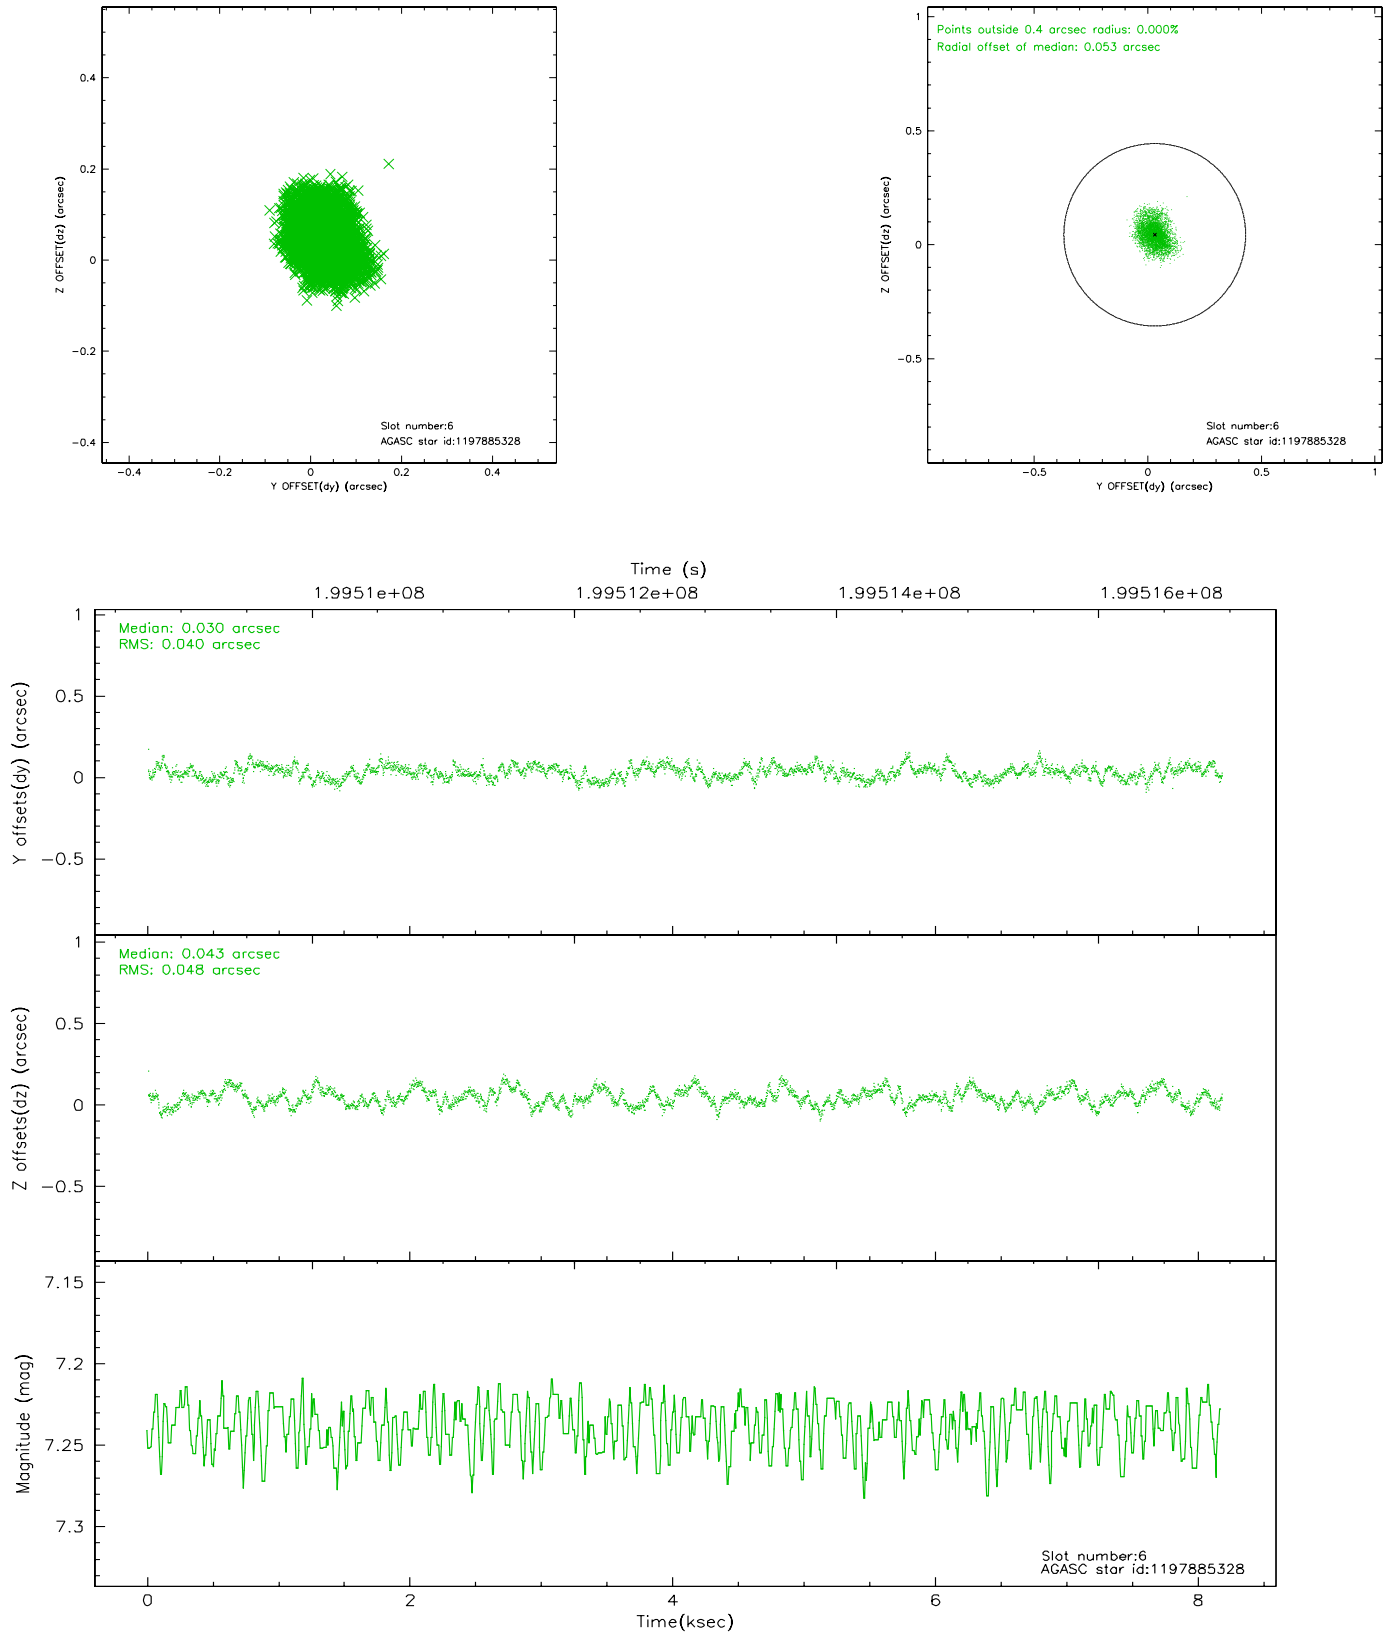 0.4
0.2
0
−0.2
−0.4
Z OFFSET(dz) (arcsec)
Slot number:6
AGASC star id:1197885328
−0.4 −0.2 0 0.2 0.4
Y OFFSET(dy) (arcsec)
Points outside 0.4 arcsec radius: 0.000%
Radial offset of median: 0.053 arcsec
1
0.5
0
−0.5
Z OFFSET(dz) (arcsec)
Slot number:6
AGASC star id:1197885328
−0.5 0 0.5 1
Y OFFSET(dy) (arcsec)
Time (s)
1.9951e+08 1.99512e+08 1.99514e+08 1.99516e+08
Median: 0.030 arcsec
RMS: 0.040 arcsec
1
0.5
0
−0.5
Y offsets(dy) (arcsec)
Median: 0.043 arcsec
RMS: 0.048 arcsec
1
0.5
0
−0.5
Z offsets(dz) (arcsec)
7.15
7.2
7.25
7.3
Magnitude (mag)
Slot number:6
AGASC star id:1197885328
0 2 4 6 8
Time(ksec)